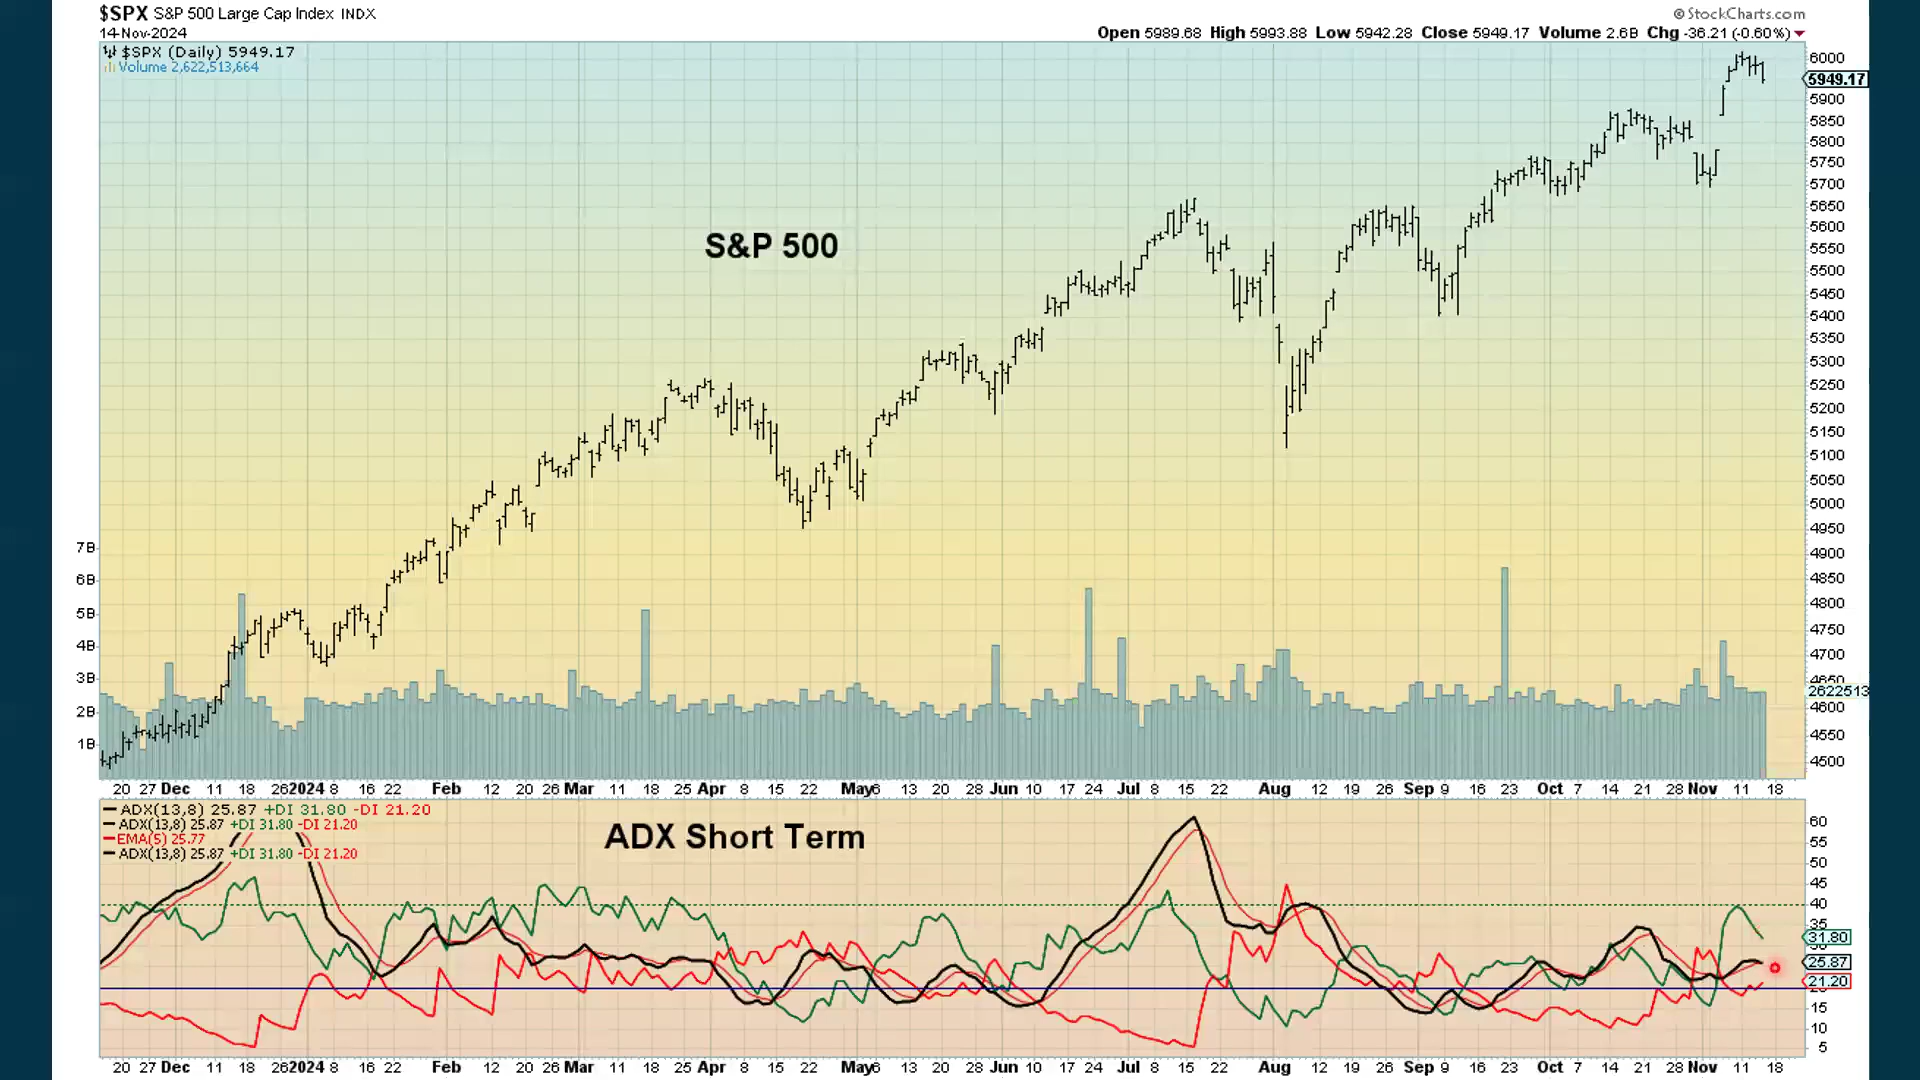 $SPX S&P 500 Large Cap Index INDX
© StockCharts.com
14-Nov-2024
Open 5989.68 High 5993.88 Low 5942.28 Close 5949.17 Volume 2.6B Chg -36.21 (-0.60%)
$SPX (Daily) 5949.17
Volume 2,622,513,664
S&P 500
6000
5949.17
5900
5850
5800
5750
5700
5650
5600
5550
5500
5450
5400
5350
5300
5250
5200
5150
5100
5050
5000
4950
4900
4850
4800
4750
4700
4650
2622513
4600
4550
4500
7B
6B
5B
4B
3B
2B
1B
20 27 Dec 11 18 26 2024 8 16 22 Feb 12 20 26 Mar 11 18 25 Apr 8 15 22 May 6 13 20 28 Jun 10 17 24 Jul 8 15 22 Aug 12 19 26 Sep 9 16 23 Oct 7 14 21 28 Nov 11 18
ADX(13,8) 25.87 +DI 31.80 -DI 21.20
ADX(13,8) 25.87 +DI 31.80 -DI 21.20
EMA(5) 25.77
ADX(13,8) 25.87 +DI 31.80 -DI 21.20
ADX Short Term
60
55
50
45
40
35
31.80
25.87
21.20
15
10
5
20 27 Dec 11 18 26 2024 8 16 22 Feb 12 20 26 Mar 11 18 25 Apr 8 15 22 May 6 13 20 28 Jun 10 17 24 Jul 8 15 22 Aug 12 19 26 Sep 9 16 23 Oct 7 14 21 28 Nov 11 18